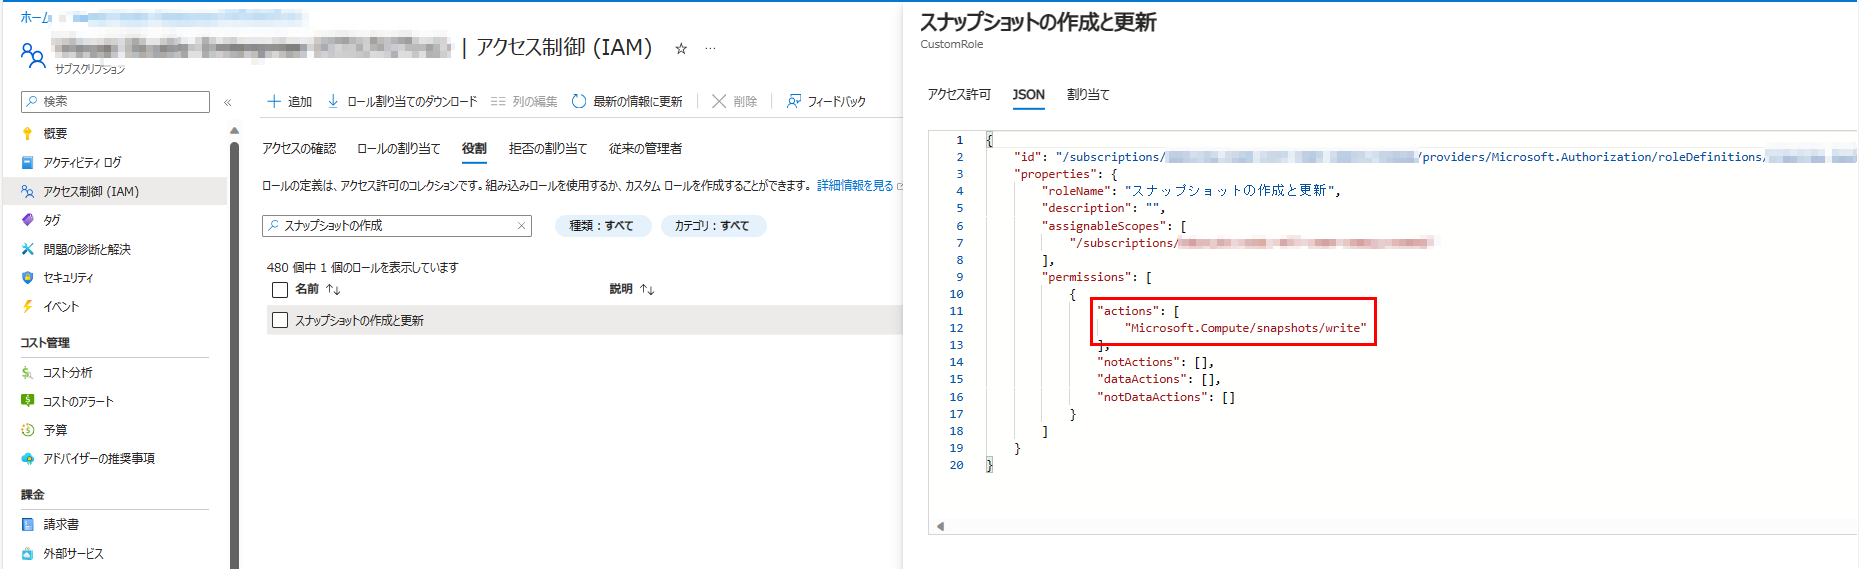 ホーム
| アクセス制御 (IAM) ☆ …
サブスクリプション
検索 «
概要
アクティビティ ログ
アクセス制御 (IAM)
タグ
問題の診断と解決
セキュリティ
イベント
コスト管理
コスト分析
コストのアラート
予算
アドバイザーの推奨事項
課金
請求書
外部サービス
追加 ロール割り当てのダウンロード 列の編集 最新の情報に更新 削除 フィードバック
アクセスの確認 ロールの割り当て 役割 拒否の割り当て 従来の管理者
ロールの定義は、アクセス許可のコレクションです。組み込みロールを使用するか、カスタム ロールを作成することができます。 詳細情報を見る
スナップショットの作成 種類 : すべて カテゴリ : すべて
480 個中 1 個のロールを表示しています
名前 ↑↓ 説明 ↑↓
スナップショットの作成と更新
スナップショットの作成と更新
CustomRole
アクセス許可 JSON 割り当て
1 {
2 "id": "/subscriptions/ /providers/Microsoft.Authorization/roleDefinitions/
3 "properties": {
4 "roleName": "スナップショットの作成と更新",
5 "description": "",
6 "assignableScopes": [
7 "/subscriptions/
8 ],
9 "permissions": [
10 {
11 "actions": [
12 "Microsoft.Compute/snapshots/write"
13 ],
14 "notActions": [],
15 "dataActions": [],
16 "notDataActions": []
17 }
18 ]
19 }
20 }